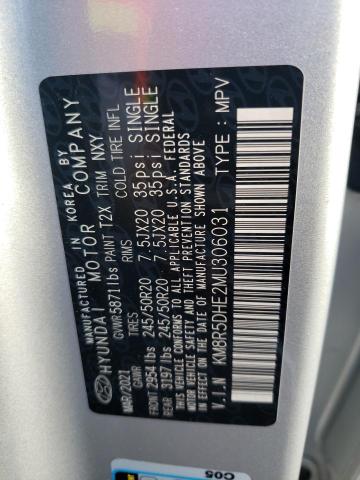 MANUFACTURED IN KOREA BY
HYUNDAI MOTOR COMPANY
MAR/2021 GVWR 5871lbs PAINT T2X TRIM NXY
GAWR TIRES RMS COLD TIRE INFL
FRONT 2954 lbs 245/50R20 7.5JX20 35psi SINGLE
REAR 3197 lbs 245/50R20 7.5JX20 35psi SINGLE
THIS VEHICLE CONFORMS TO ALL APPLICABLE U.S.A. FEDERAL
MOTOR VEHICLE SAFETY AND THEFT PREVENTION STANDARDS
IN EFFECT ON THE DATE OF MANUFACTURE SHOWN ABOVE
V.I.N KM8R5DHE2MU306031 TYPE : MPV
C05